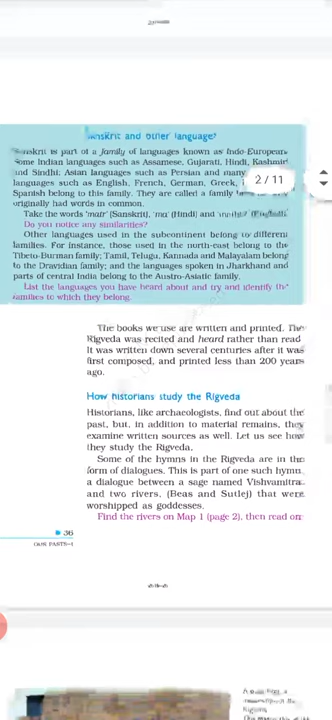 Sanskrit and other language?
Sanskrit is part of a family of languages known as Indo-European.
Some Indian languages such as Assamese, Gujarati, Hindi, Kashmiri
and Sindhi; Asian languages such as Persian and many
languages such as English, French, German, Greek,
Spanish belong to this family. They are called a family
originally had words in common.
Take the words 'matr' (Sanskrit), 'ma' (Hindi) and
Do you notice any similarities?
Other languages used in the subcontinent belong to different
families. For instance, those used in the north-east belong to the
Tibeto-Burman family; Tamil, Telugu, Kannada and Malayalam belong
to the Dravidian family; and the languages spoken in Jharkhand and
parts of central India belong to the Austro-Asiatic family.
List the languages you have heard about and try and identify the
families to which they belong.
2 / 11
The books we use are written and printed. The
Rigveda was recited and heard rather than read.
It was written down several centuries after it was
first composed, and printed less than 200 years
ago.
How historians study the Rigveda
Historians, like archaeologists, find out about the
past, but, in addition to material remains, they
examine written sources as well. Let us see how
they study the Rigveda.
Some of the hymns in the Rigveda are in the
form of dialogues. This is part of one such hymn,
a dialogue between a sage named Vishvamitra,
and two rivers, (Beas and Sutlej) that were
worshipped as goddesses.
Find the rivers on Map 1 (page 2), then read on:
36
OUR PASTS–I